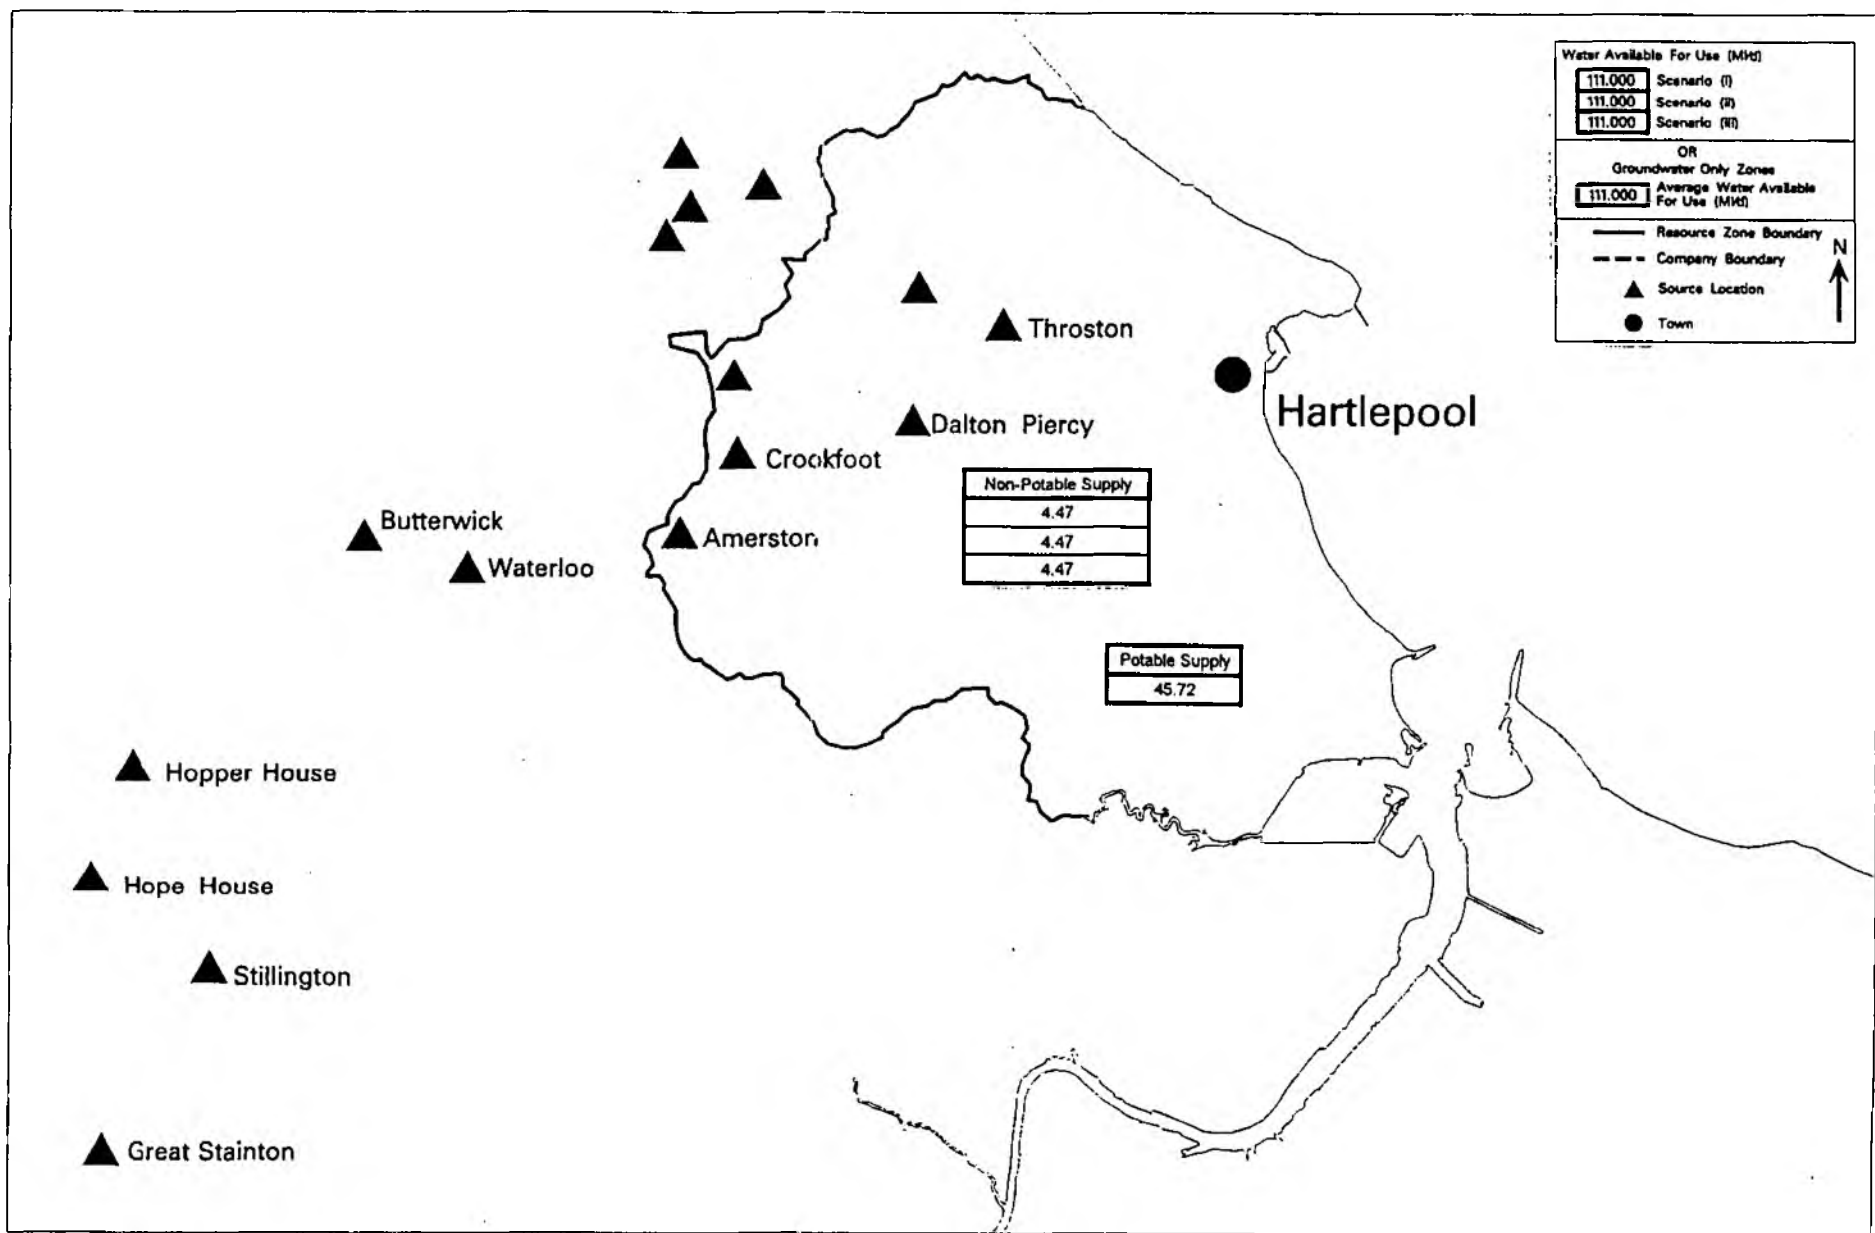 Water Available For Use (Ml/d)
111.000 Scenario (i)
111.000 Scenario (ii)
111.000 Scenario (iii)
OR
Groundwater Only Zones
111.000 Average Water Available
For Use (Ml/d)
Resource Zone Boundary
Company Boundary
Source Location
Town
N
Throston
Hartlepool
Dalton Piercy
Crookfoot
Non-Potable Supply
4.47
4.47
4.47
Butterwick
Amerston
Waterloo
Potable Supply
45.72
Hopper House
Hope House
Stillington
Great Stainton